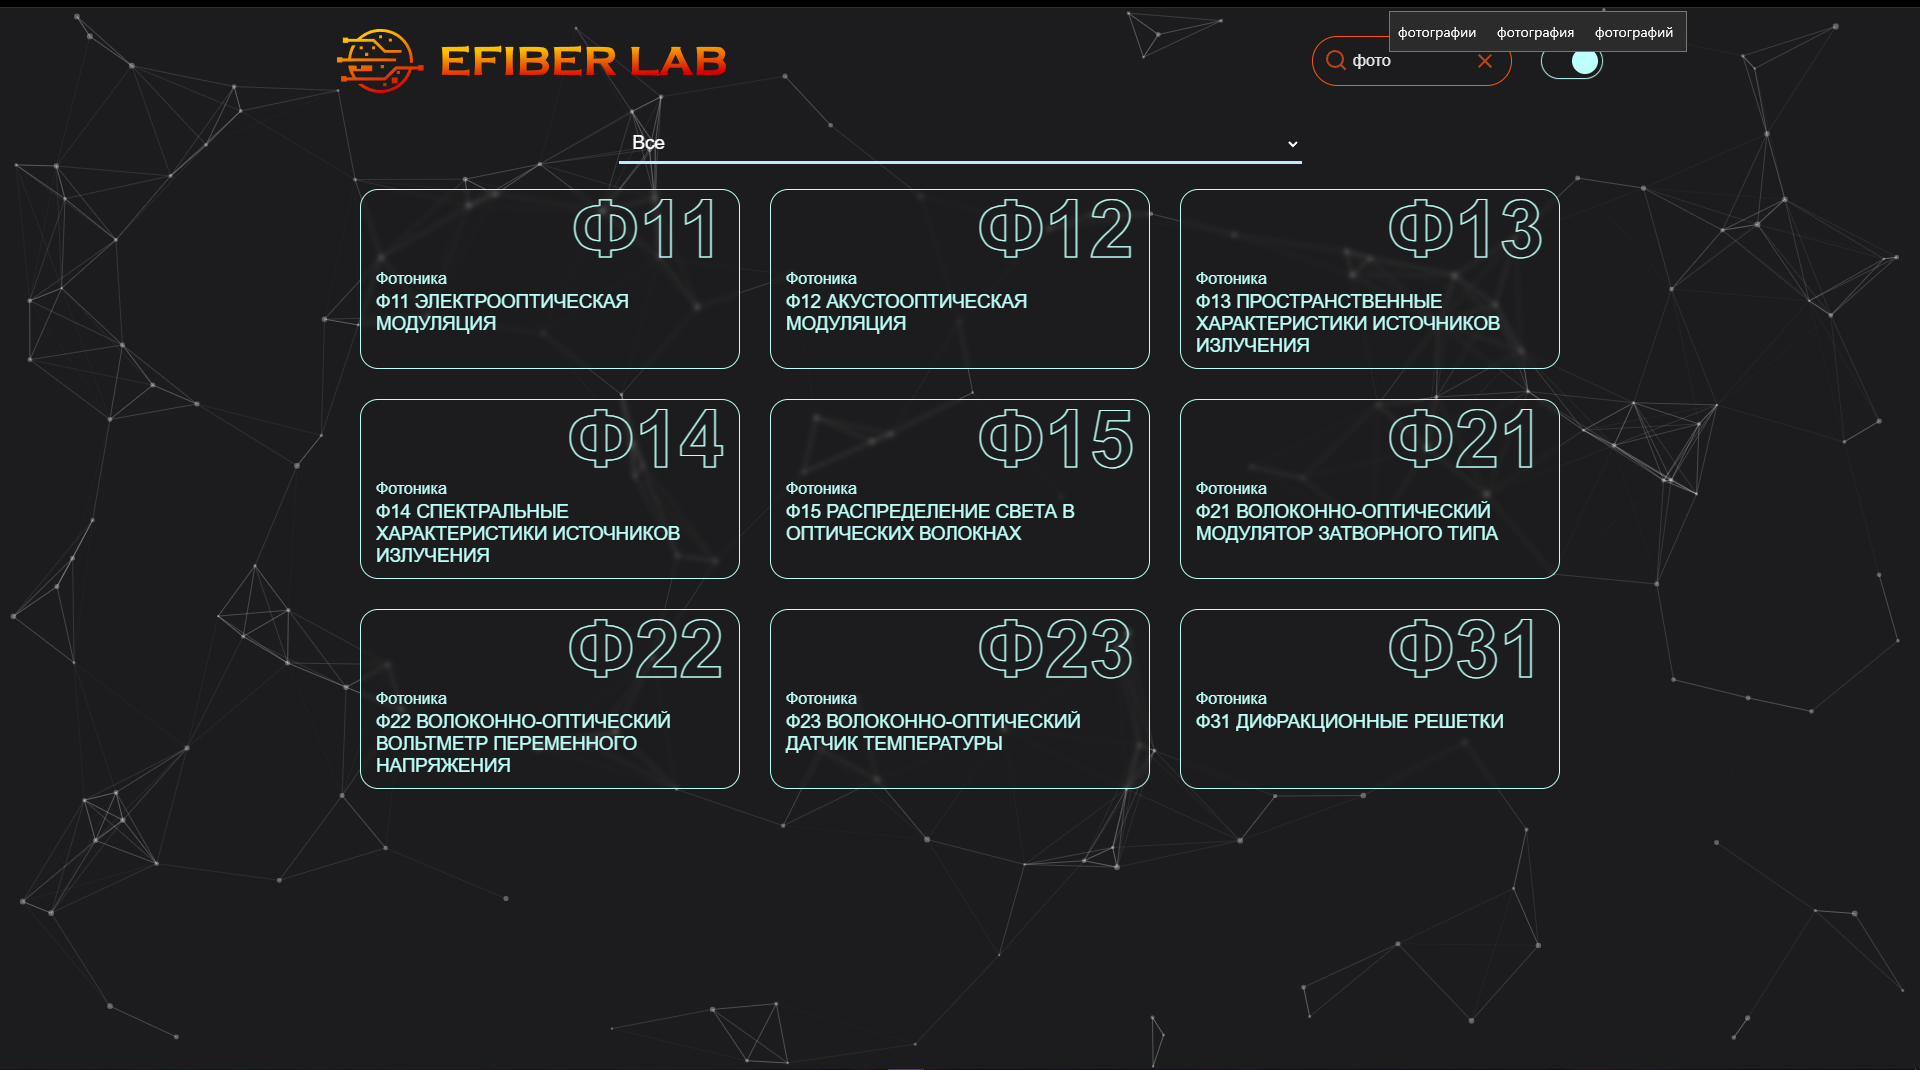 фотографии фотография фотографий
EFIBER LAB
фото
Все
Ф11
Фотоника
Ф11 ЭЛЕКТРООПТИЧЕСКАЯ
МОДУЛЯЦИЯ
Ф12
Фотоника
Ф12 АКУСТООПТИЧЕСКАЯ
МОДУЛЯЦИЯ
Ф13
Фотоника
Ф13 ПРОСТРАНСТВЕННЫЕ
ХАРАКТЕРИСТИКИ ИСТОЧНИКОВ
ИЗЛУЧЕНИЯ
Ф14
Фотоника
Ф14 СПЕКТРАЛЬНЫЕ
ХАРАКТЕРИСТИКИ ИСТОЧНИКОВ
ИЗЛУЧЕНИЯ
Ф15
Фотоника
Ф15 РАСПРЕДЕЛЕНИЕ СВЕТА В
ОПТИЧЕСКИХ ВОЛОКНАХ
Ф21
Фотоника
Ф21 ВОЛОКОННО-ОПТИЧЕСКИЙ
МОДУЛЯТОР ЗАТВОРНОГО ТИПА
Ф22
Фотоника
Ф22 ВОЛОКОННО-ОПТИЧЕСКИЙ
ВОЛЬТМЕТР ПЕРЕМЕННОГО
НАПРЯЖЕНИЯ
Ф23
Фотоника
Ф23 ВОЛОКОННО-ОПТИЧЕСКИЙ
ДАТЧИК ТЕМПЕРАТУРЫ
Ф31
Фотоника
Ф31 ДИФРАКЦИОННЫЕ РЕШЕТКИ